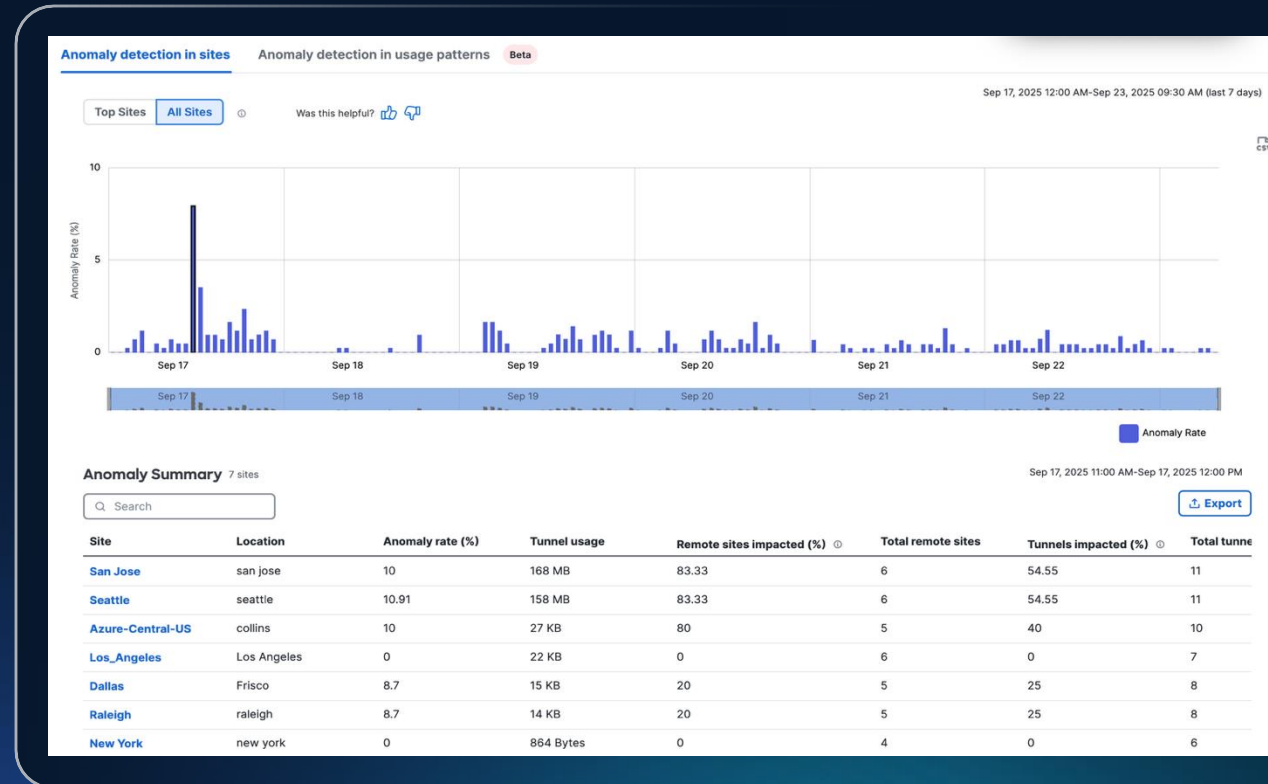 Anomaly detection in sites Anomaly detection in usage patterns Beta
Sep 17, 2025 12:00 AM-Sep 23, 2025 09:30 AM (last 7 days)
Top Sites All Sites Was this helpful?
CSV
10
5
0
Anomaly Rate (%)
Sep 17 Sep 18 Sep 19 Sep 20 Sep 21 Sep 22
Sep 17 Sep 18 Sep 19 Sep 20 Sep 21 Sep 22
Anomaly Rate
Anomaly Summary 7 sites
Sep 17, 2025 11:00 AM-Sep 17, 2025 12:00 PM
Search
Export
Site Location Anomaly rate (%) Tunnel usage Remote sites impacted (%) Total remote sites Tunnels impacted (%) Total tunne
San Jose san jose 10 168 MB 83.33 6 54.55 11
Seattle seattle 10.91 158 MB 83.33 6 54.55 11
Azure-Central-US collins 10 27 KB 80 5 40 10
Los_Angeles Los Angeles 0 22 KB 0 6 0 7
Dallas Frisco 8.7 15 KB 20 5 25 8
Raleigh raleigh 8.7 14 KB 20 5 25 8
New York new york 0 864 Bytes 0 4 0 6